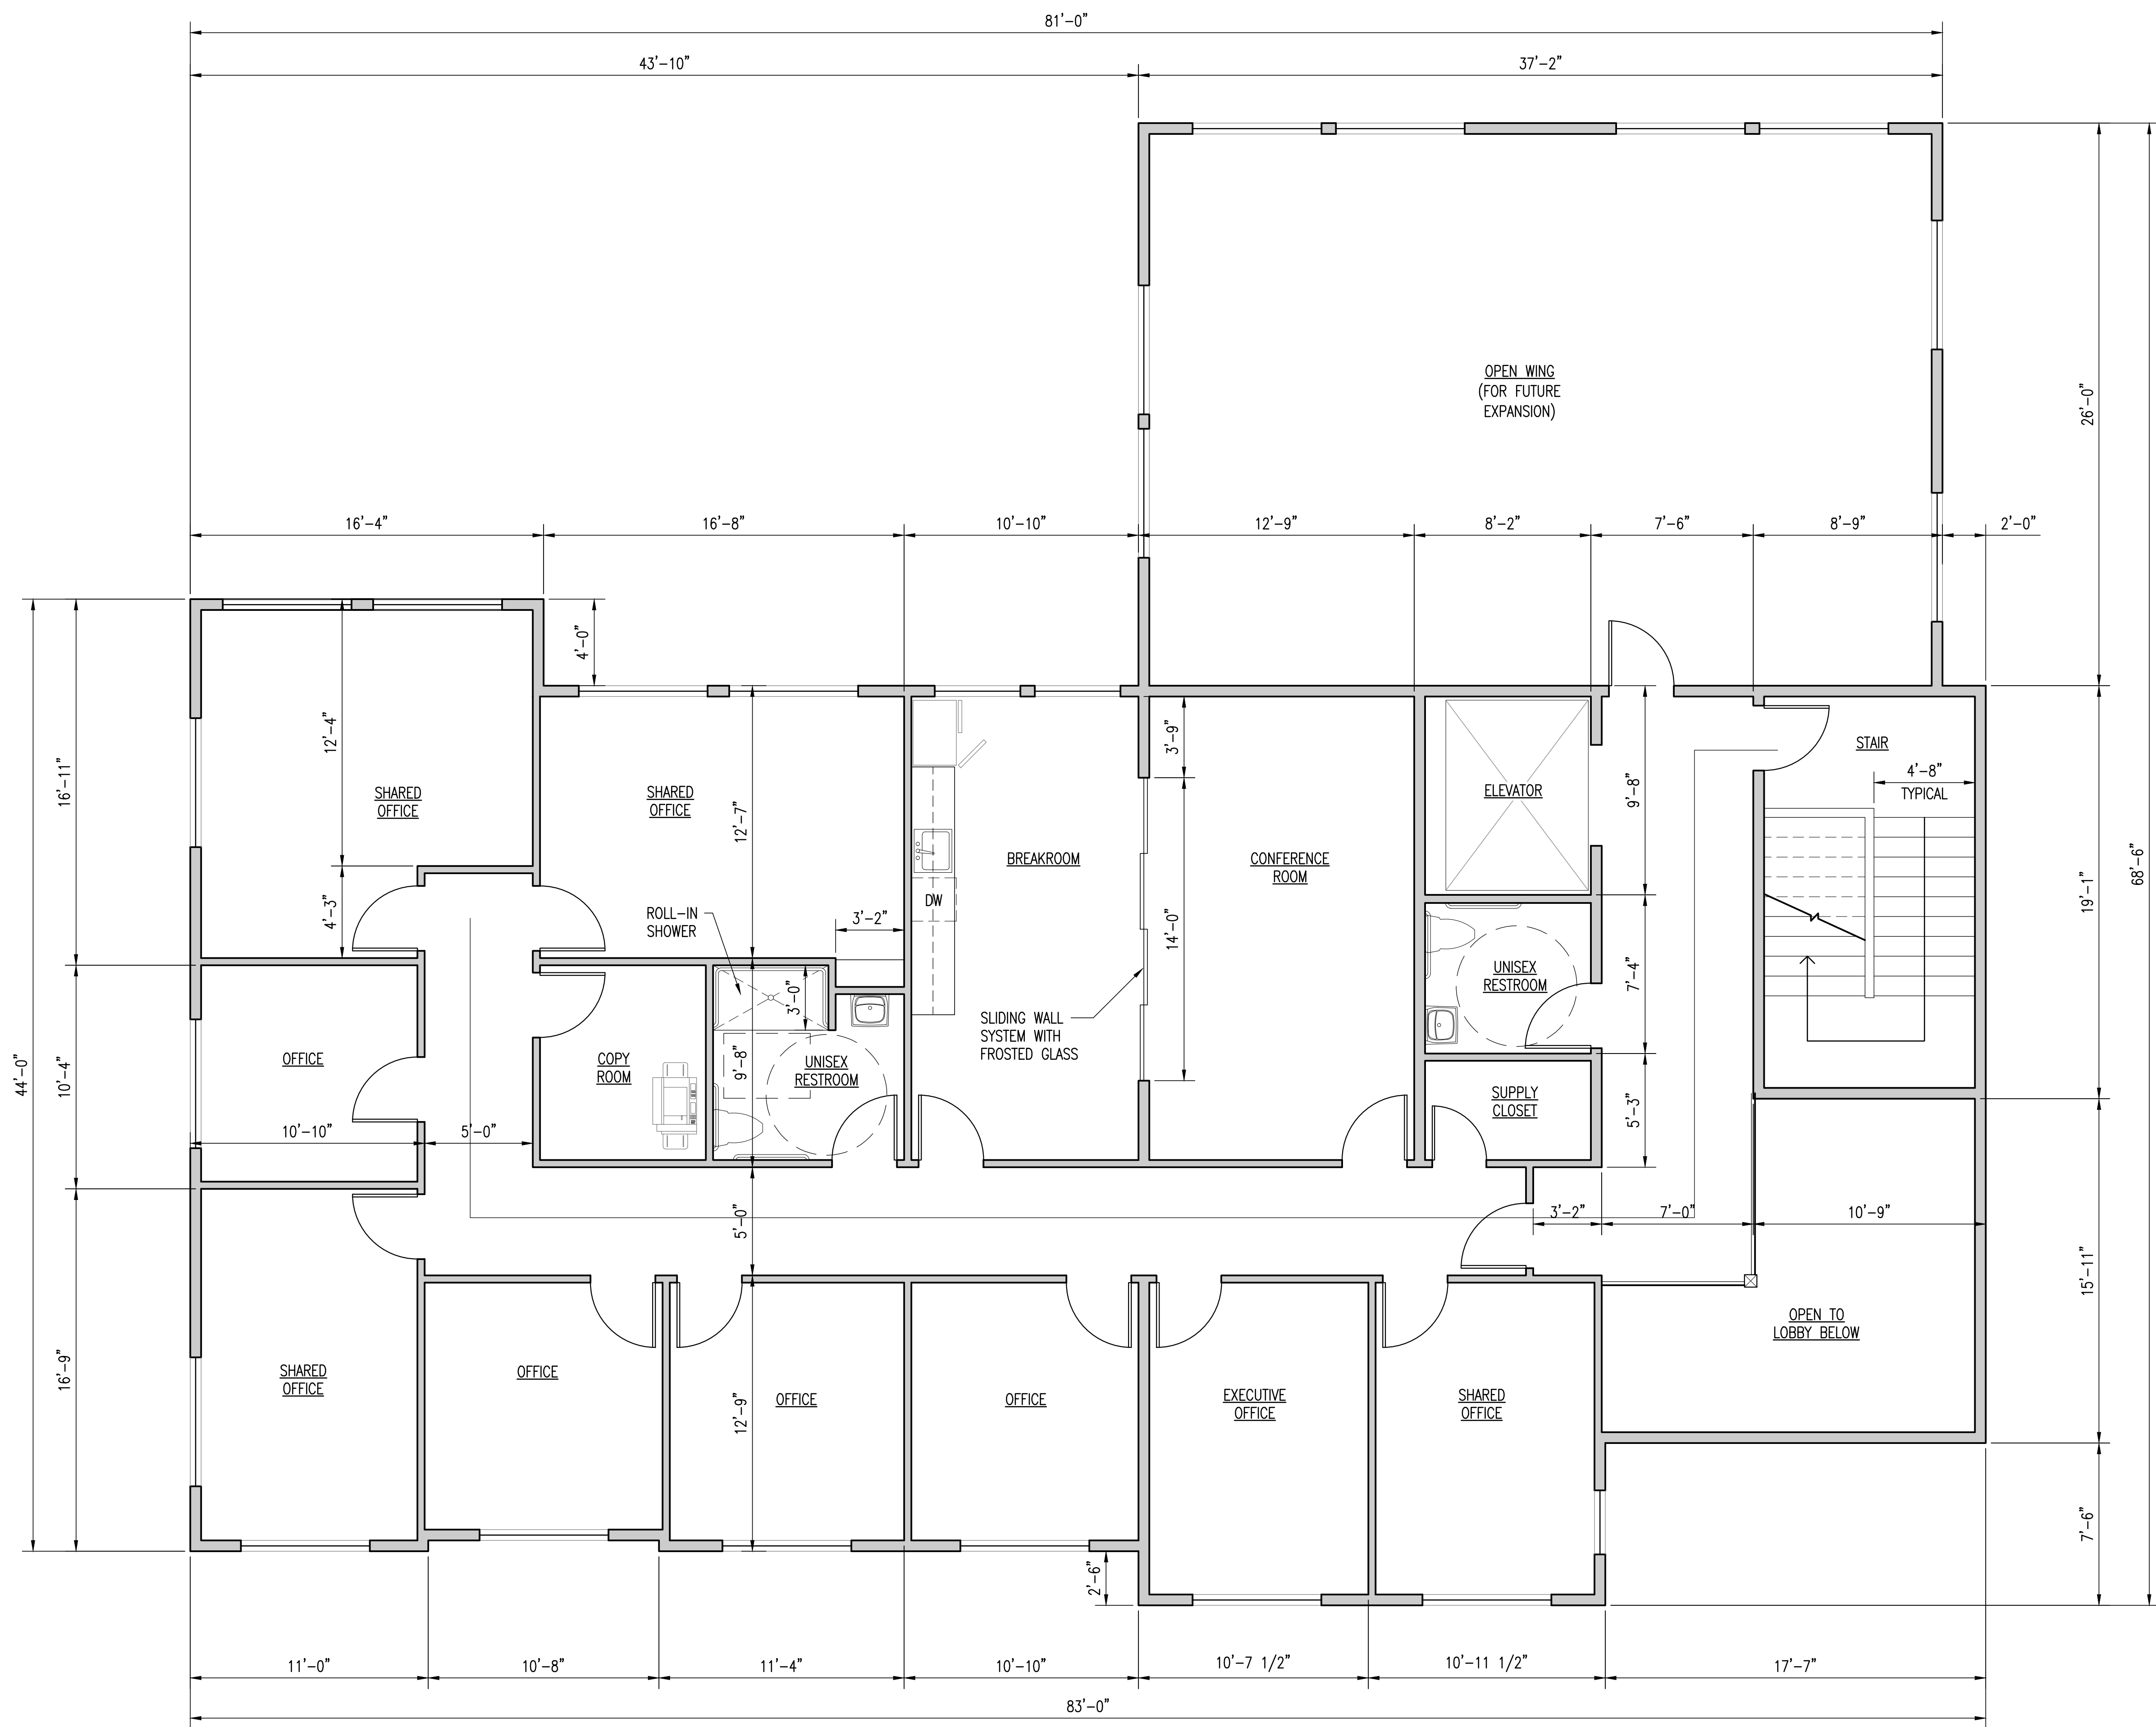 81'-0"
43'-10"
37'-2"
OPEN WING
(FOR FUTURE
EXPANSION)
26'-0"
16'-4"
16'-8"
10'-10"
12'-9"
8'-2"
7'-6"
8'-9"
2'-0"
4'-0"
12'-4"
16'-11"
SHARED
OFFICE
SHARED
OFFICE
12'-7"
3'-9"
STAIR
4'-8"
TYPICAL
ELEVATOR
9'-8"
BREAKROOM
CONFERENCE
ROOM
68'-6"
19'-1"
4'-3"
ROLL-IN
SHOWER
3'-2"
DW
14'-0"
UNISEX
RESTROOM
7'-4"
3'-0"
SLIDING WALL
SYSTEM WITH
FROSTED GLASS
44'-0"
10'-4"
OFFICE
COPY
ROOM
9'-8"
UNISEX
RESTROOM
SUPPLY
CLOSET
5'-3"
10'-10"
5'-0"
5'-0"
3'-2"
7'-0"
10'-9"
15'-11"
OPEN TO
LOBBY BELOW
16'-9"
SHARED
OFFICE
OFFICE
12'-9"
OFFICE
OFFICE
EXECUTIVE
OFFICE
SHARED
OFFICE
7'-6"
2'-6"
11'-0"
10'-8"
11'-4"
10'-10"
10'-7 1/2"
10'-11 1/2"
17'-7"
83'-0"